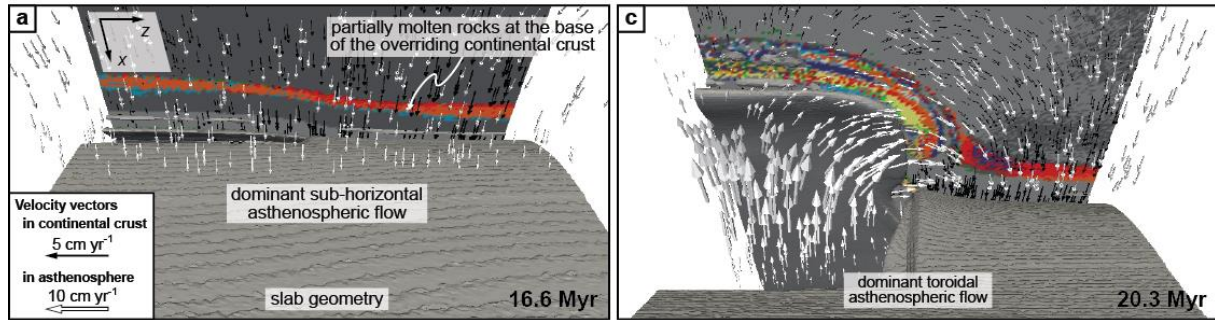 a
z
x
partially molten rocks at the base
of the overriding continental crust
dominant sub-horizontal
asthenospheric flow
Velocity vectors
in continental crust
5 cm yr-1
in asthenosphere
10 cm yr-1
slab geometry
16.6 Myr
c
dominant toroidal
asthenospheric flow
20.3 Myr